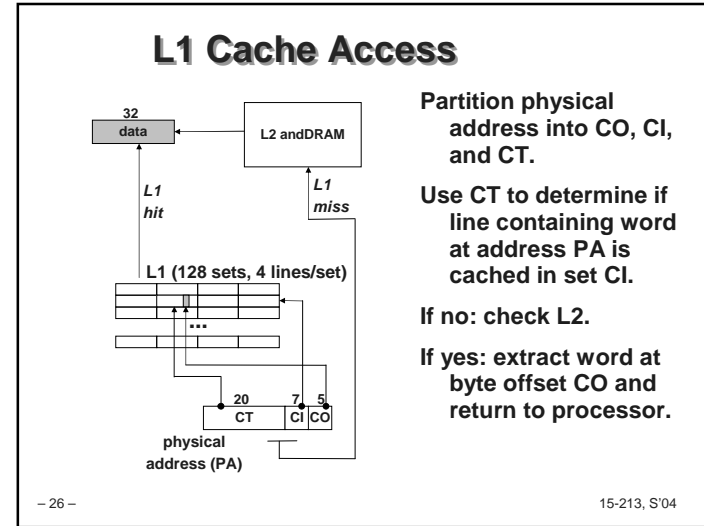 L1 Cache Access
32
data
L2 andDRAM
L1
hit
L1
miss
L1 (128 sets, 4 lines/set)
...
20
7
5
CT
CI
CO
physical
address (PA)
Partition physical
address into CO, CI,
and CT.
Use CT to determine if
line containing word
at address PA is
cached in set CI.
If no: check L2.
If yes: extract word at
byte offset CO and
return to processor.
– 26 –
15-213, S’04